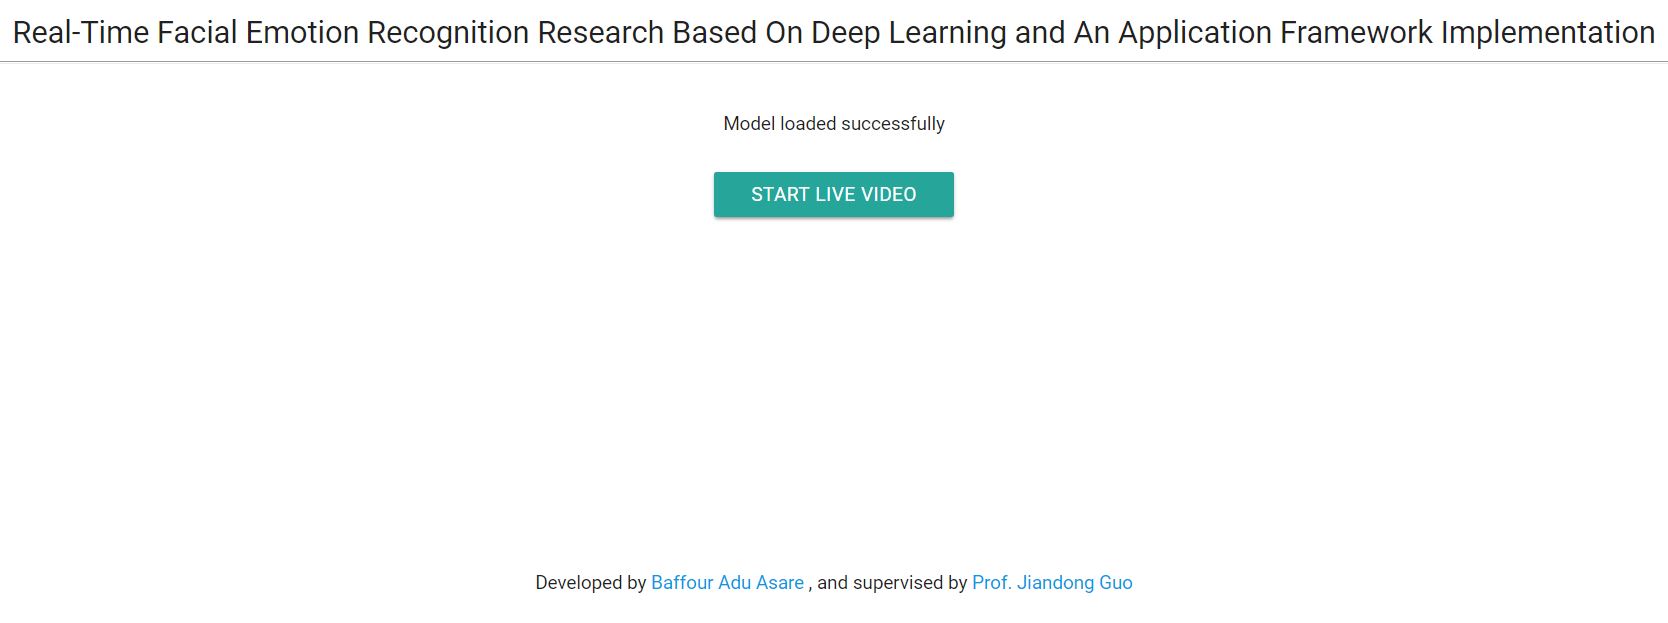 Real-Time Facial Emotion Recognition Research Based On Deep Learning and An Application Framework Implementation
Model loaded successfully
START LIVE VIDEO
Developed by Baffour Adu Asare , and supervised by Prof. Jiandong Guo